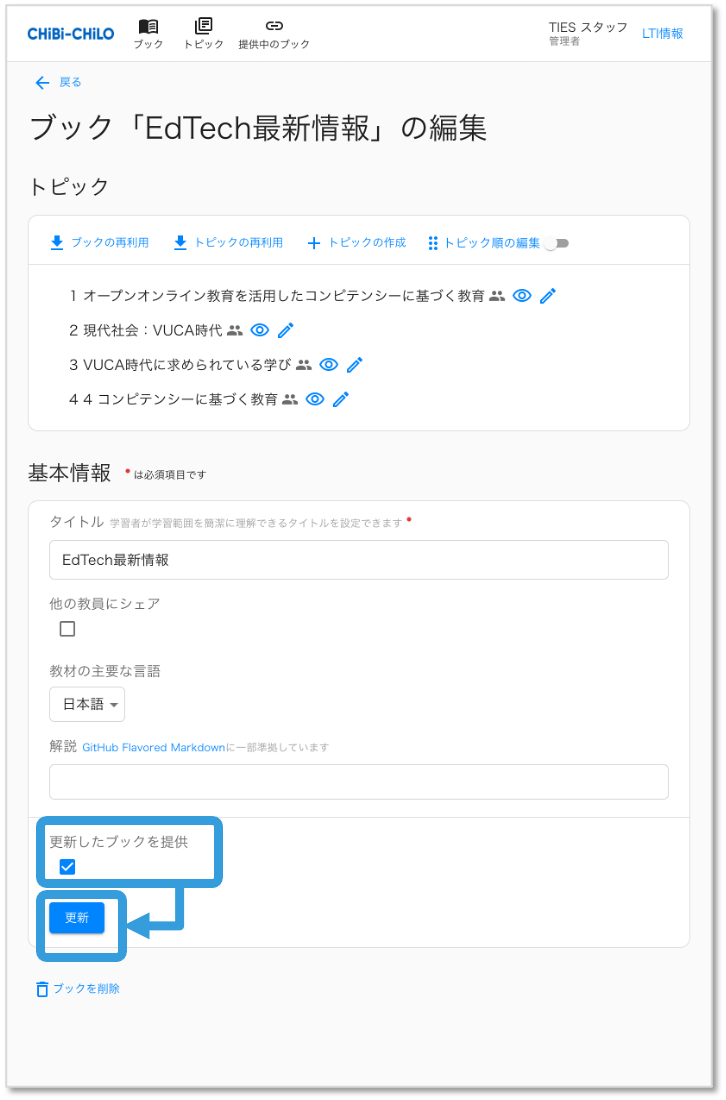 CHiBi-CHiLO
ブック
トピック
提供中のブック
TIES スタッフ
管理者
LTI情報
戻る
ブック「EdTech最新情報」の編集
トピック
ブックの再利用
トピックの再利用
トピックの作成
トピック順の編集
1 オープンオンライン教育を活用したコンピテンシーに基づく教育
2 現代社会：VUCA時代
3 VUCA時代に求められている学び
4 4 コンピテンシーに基づく教育
基本情報 *は必須項目です
タイトル 学習者が学習範囲を簡潔に理解できるタイトルを設定できます *
EdTech最新情報
他の教員にシェア
教材の主要な言語
日本語
解説 GitHub Flavored Markdownに一部準拠しています
更新したブックを提供
更新
ブックを削除